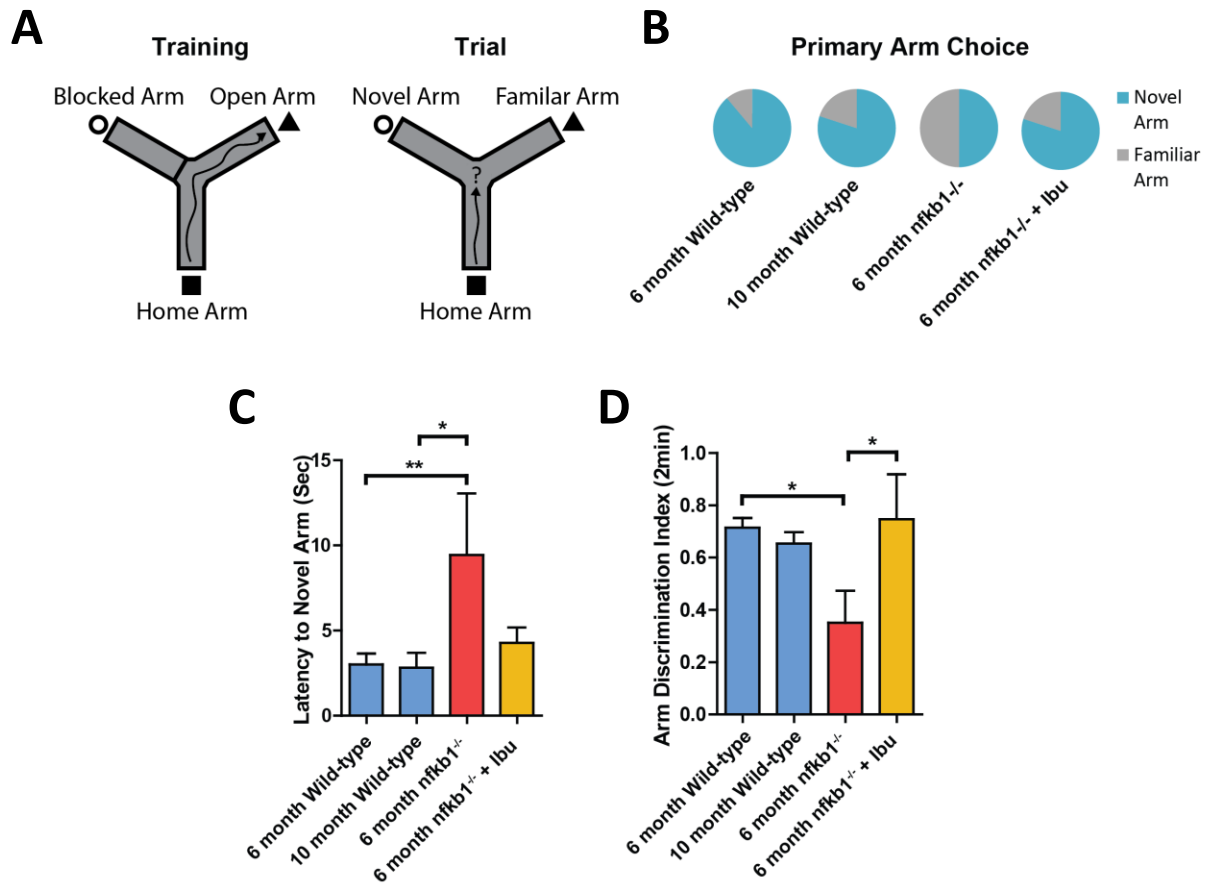 A
Training
Trial
Blocked Arm
Open Arm
Novel Arm
Familar Arm
?
Home Arm
Home Arm
B
Primary Arm Choice
Novel
Arm
Familiar
Arm
6 month Wild-type
10 month Wild-type
6 month nfkb1-/-
6 month nfkb1-/- + Ibu
C
Latency to Novel Arm (Sec)
15
10
5
0
*
**
6 month Wild-type
10 month Wild-type
6 month nfkb1-/-
6 month nfkb1-/- + Ibu
D
Arm Discrimination Index (2min)
1.0
0.8
0.6
0.4
0.2
0.0
*
*
6 month Wild-type
10 month Wild-type
6 month nfkb1-/-
6 month nfkb1-/- + Ibu